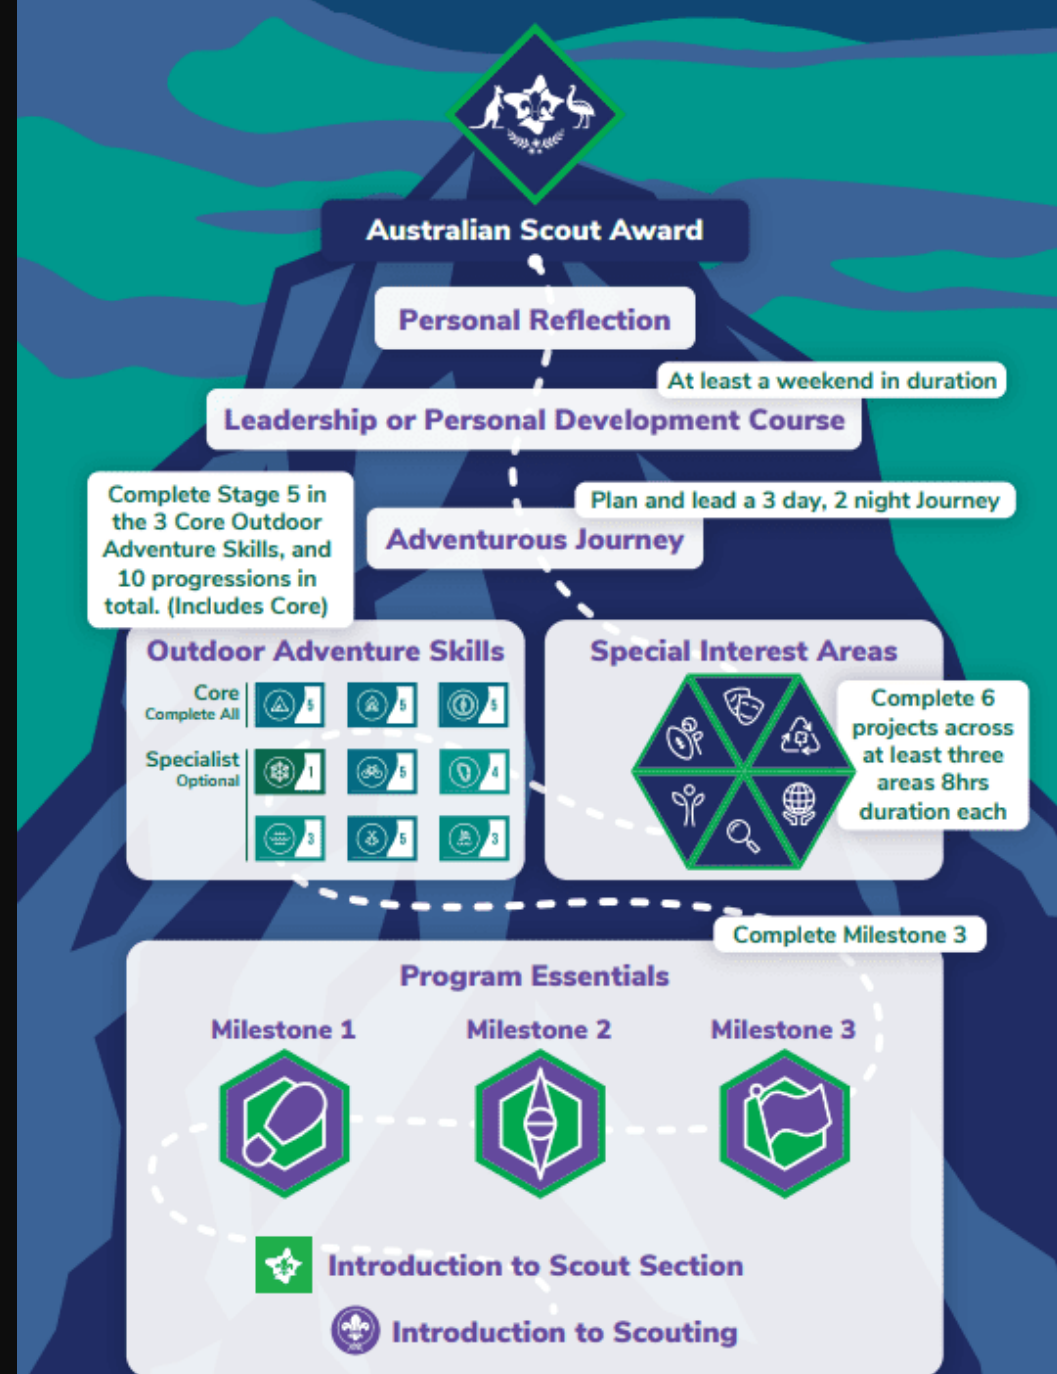 Australian Scout Award
Personal Reflection
At least a weekend in duration
Leadership or Personal Development Course
Complete Stage 5 in
the 3 Core Outdoor
Adventure Skills, and
10 progressions in
total. (Includes Core)
Plan and lead a 3 day, 2 night Journey
Adventurous Journey
Outdoor Adventure Skills
Core
Complete All
5
5
5
Specialist
Optional
1
5
4
3
5
3
Special Interest Areas
Complete 6
projects across
at least three
areas 8hrs
duration each
Complete Milestone 3
Program Essentials
Milestone 1
Milestone 2
Milestone 3
Introduction to Scout Section
Introduction to Scouting